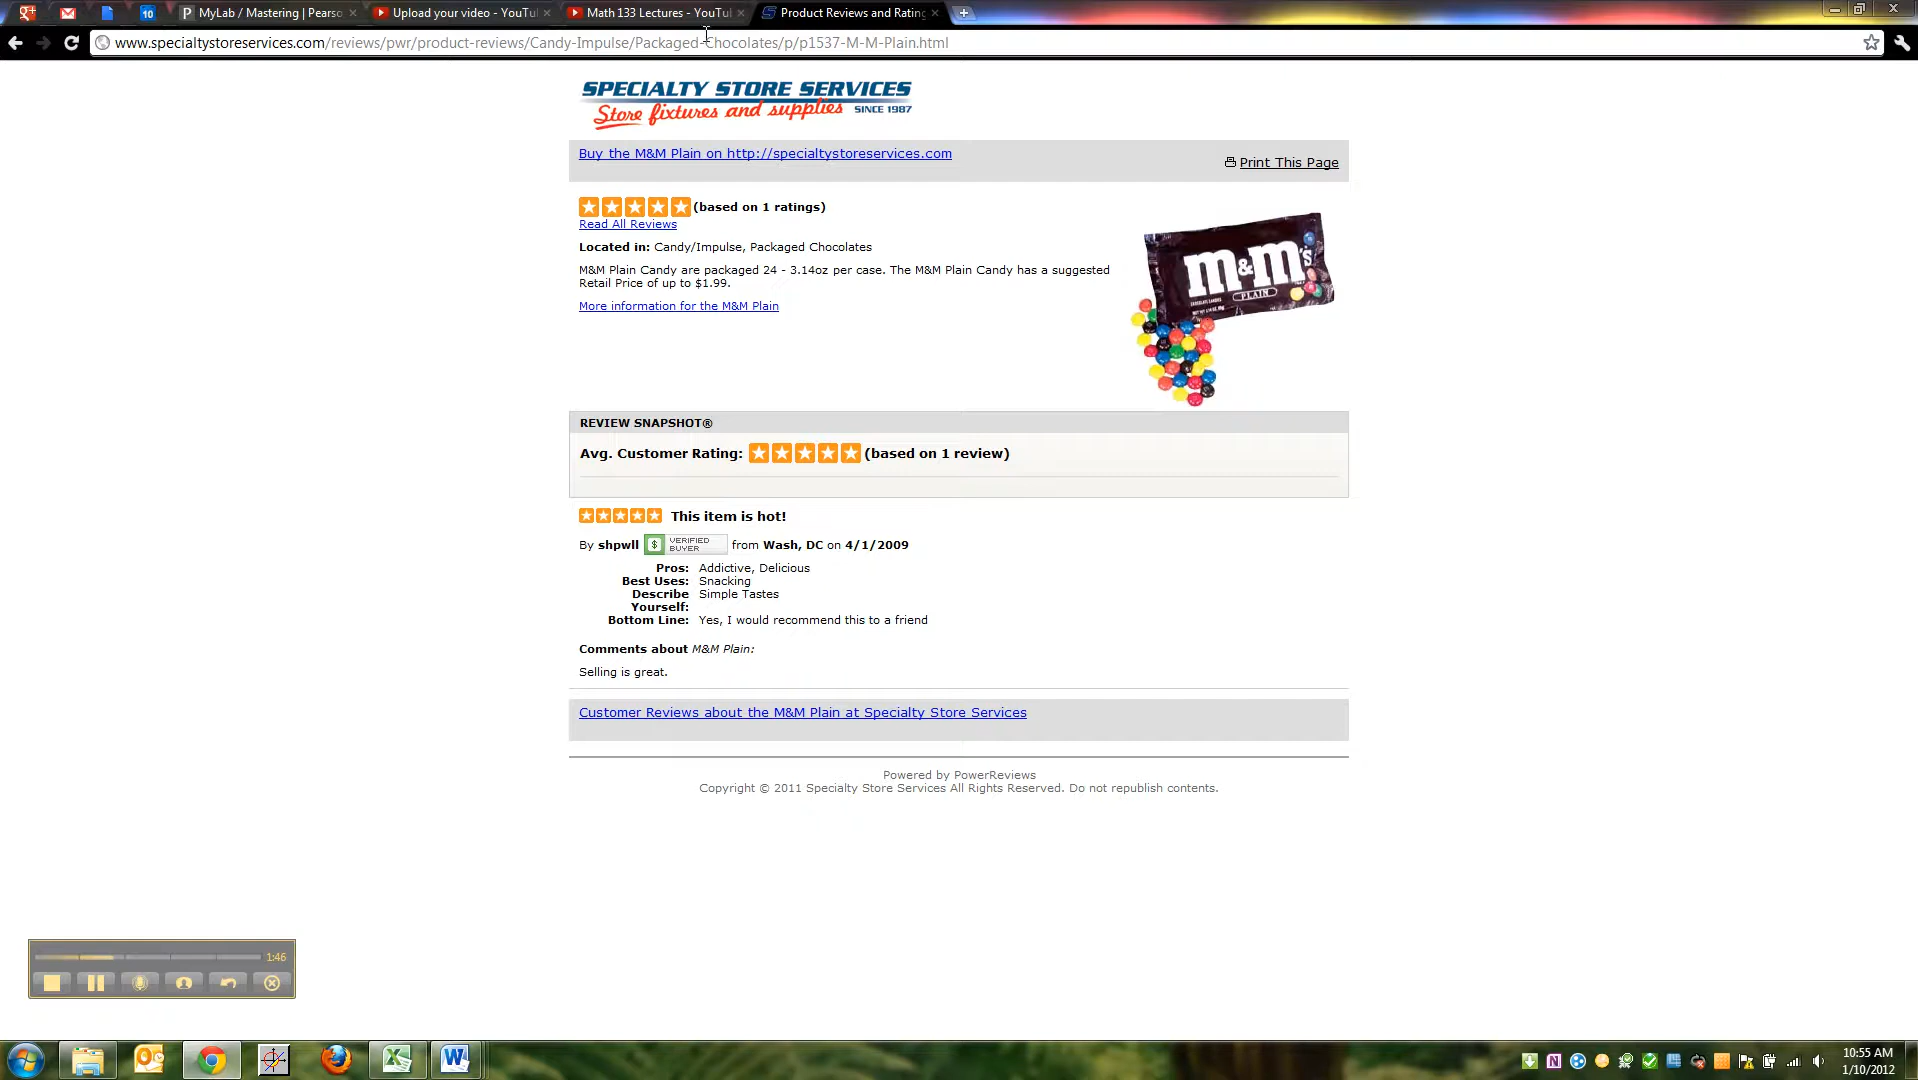 10
MyLab / Mastering | Pearso
Upload your video - YouTu
Math 133 Lectures - YouTu
Product Reviews and Rating
www.specialtystoreservices.com/reviews/pwr/product-reviews/Candy-Impulse/Packaged-Chocolates/p/p1537-M-M-Plain.html
SPECIALTY STORE SERVICES
Store fixtures and supplies SINCE 1987
Buy the M&M Plain on http://specialtystoreservices.com
Print This Page
(based on 1 ratings)
Read All Reviews
Located in: Candy/Impulse, Packaged Chocolates
M&M Plain Candy are packaged 24 - 3.14oz per case. The M&M Plain Candy has a suggested
Retail Price of up to $1.99.
More information for the M&M Plain
m&m's
PLAIN
REVIEW SNAPSHOT®
Avg. Customer Rating: (based on 1 review)
This item is hot!
By shpwll VERIFIED BUYER from Wash, DC on 4/1/2009
Pros: Addictive, Delicious
Best Uses: Snacking
Describe Simple Tastes
Yourself:
Bottom Line: Yes, I would recommend this to a friend
Comments about M&M Plain:
Selling is great.
Customer Reviews about the M&M Plain at Specialty Store Services
Powered by PowerReviews
Copyright © 2011 Specialty Store Services All Rights Reserved. Do not republish contents.
1:46
10:55 AM
1/10/2012